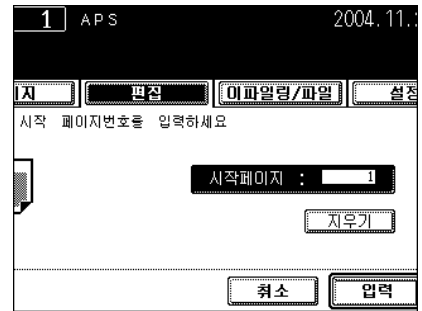 1 APS 2004.11.
지 편집 이파일링/파일 설정
시작 페이지번호를 입력하세요
시작페이지 : 1
지우기
취소 입력